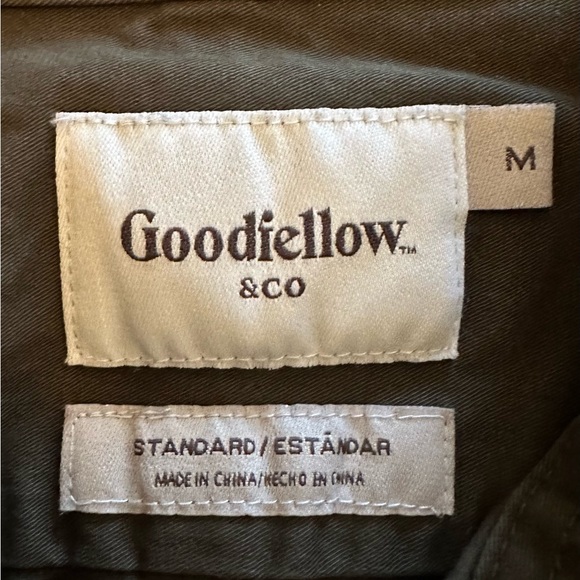 Goodfellow™
&CO
M
STANDARD/ESTÁNDAR
MADE IN CHINA/HECHO EN CHINA